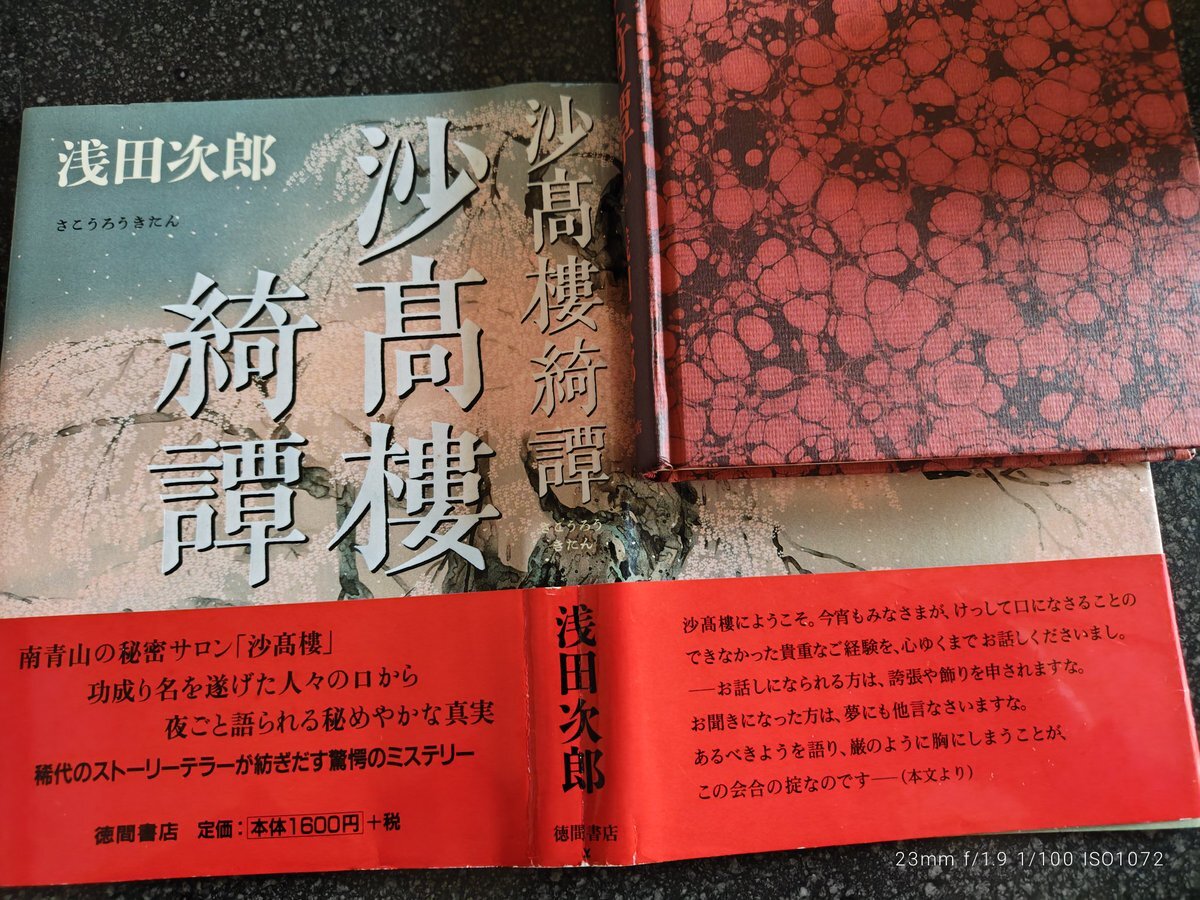 浅田次郎
さこうろうきたん
沙髙樓
綺譚
沙髙樓綺譚
さこうろう
きたん
南青山の秘密サロン「沙髙樓」
功成り名を遂げた人々の口から
夜ごと語られる秘めやかな真実
稀代のストーリーテラーが紡ぎだす驚愕のミステリー
徳間書店 定価:本体1600円+税
浅田次郎
徳間書店
沙髙樓にようこそ。今宵もみなさまが、けっして口になさることの
できなかった貴重なご経験を、心ゆくまでお話しくださいまし。
──お話しになられる方は、誇張や飾りを申されますな。
お聞きになった方は、夢にも他言なさいますな。
あるべきようを語り、巌のように胸にしまうことが、
この会合の掟なのです──(本文より)
23mm f/1.9 1/100 ISO1072